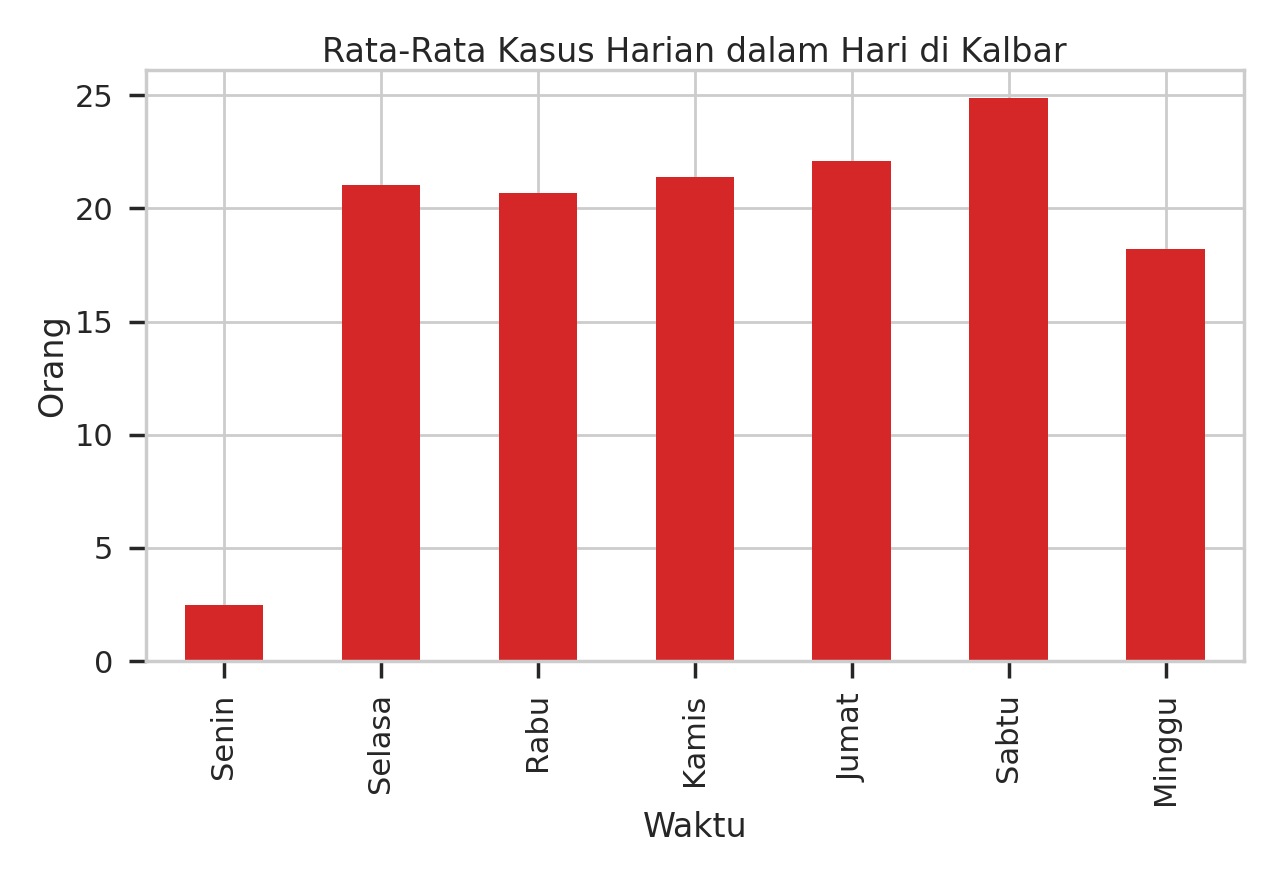 Rata-Rata Kasus Harian dalam Hari di Kalbar
Orang
25
20
15
10
5
0
Senin
Selasa
Rabu
Kamis
Jumat
Sabtu
Minggu
Waktu